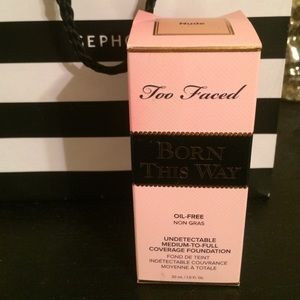 SEPHO
Nude
Too Faced
BORN
THIS WAY
OIL-FREE
NON GRAS
UNDETECTABLE
MEDIUM-TO-FULL
COVERAGE FOUNDATION
FOND DE TEINT
INDÉTECTABLE COUVRANCE
MOYENNE À TOTALE
30 ml / 1.0 fl. oz.